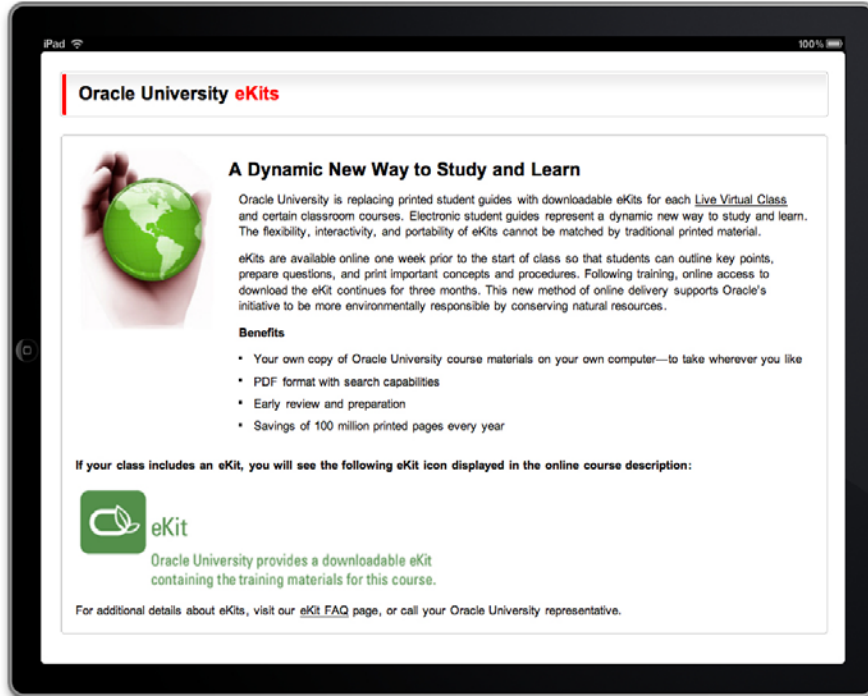 iPad 100%
Oracle University eKits
A Dynamic New Way to Study and Learn
Oracle University is replacing printed student guides with downloadable eKits for each Live Virtual Class
and certain classroom courses. Electronic student guides represent a dynamic new way to study and learn.
The flexibility, interactivity, and portability of eKits cannot be matched by traditional printed material.
eKits are available online one week prior to the start of class so that students can outline key points,
prepare questions, and print important concepts and procedures. Following training, online access to
download the eKit continues for three months. This new method of online delivery supports Oracle's
initiative to be more environmentally responsible by conserving natural resources.
Benefits
• Your own copy of Oracle University course materials on your own computer—to take wherever you like
• PDF format with search capabilities
• Early review and preparation
• Savings of 100 million printed pages every year
If your class includes an eKit, you will see the following eKit icon displayed in the online course description:
eKit
Oracle University provides a downloadable eKit
containing the training materials for this course.
For additional details about eKits, visit our eKit FAQ page, or call your Oracle University representative.